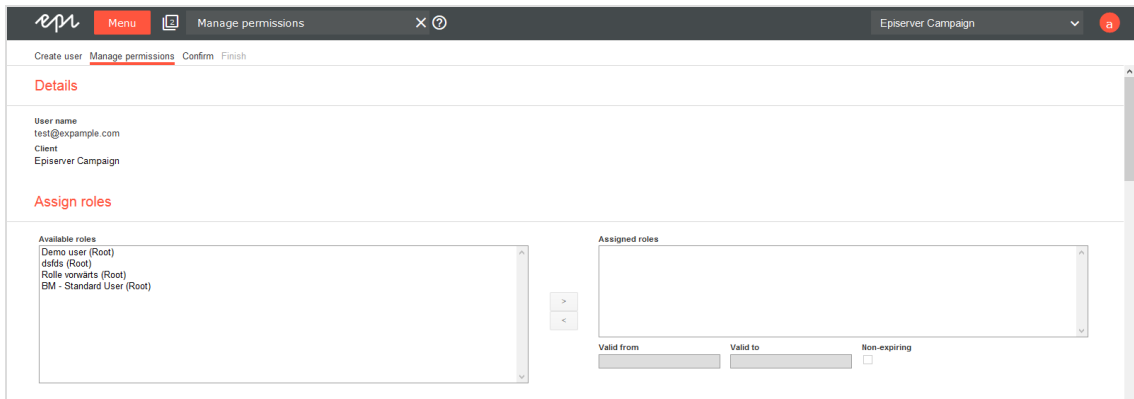 epi Menu 2 Manage permissions Episerver Campaign a
Create user Manage permissions Confirm Finish
Details
User name
test@expample.com
Client
Episerver Campaign
Assign roles
Available roles
Demo user (Root)
dsfds (Root)
Rolle vorwärts (Root)
BM - Standard User (Root)
>
<
Assigned roles
Valid from Valid to Non-expiring